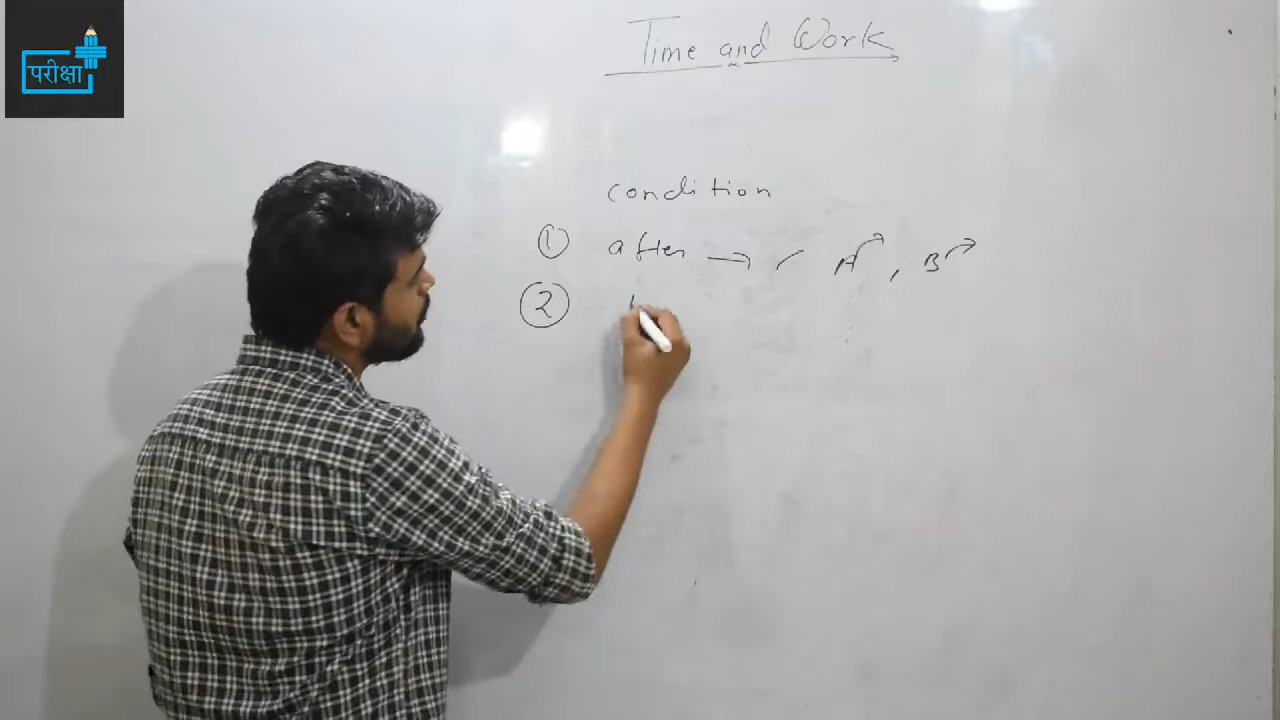 परीक्षा
Time and Work
condition
① after → A , B
②